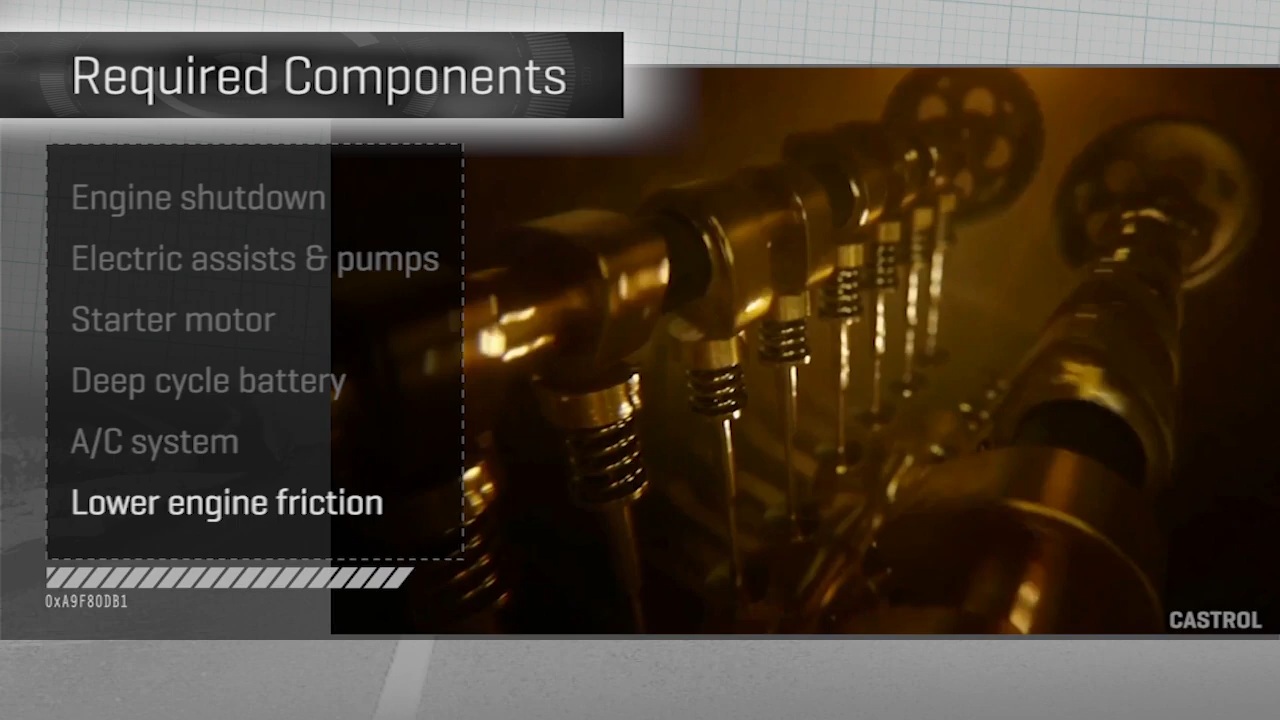 Required Components
Engine shutdown
Electric assists & pumps
Starter motor
Deep cycle battery
A/C system
Lower engine friction
0xA9F80DB1
CASTROL